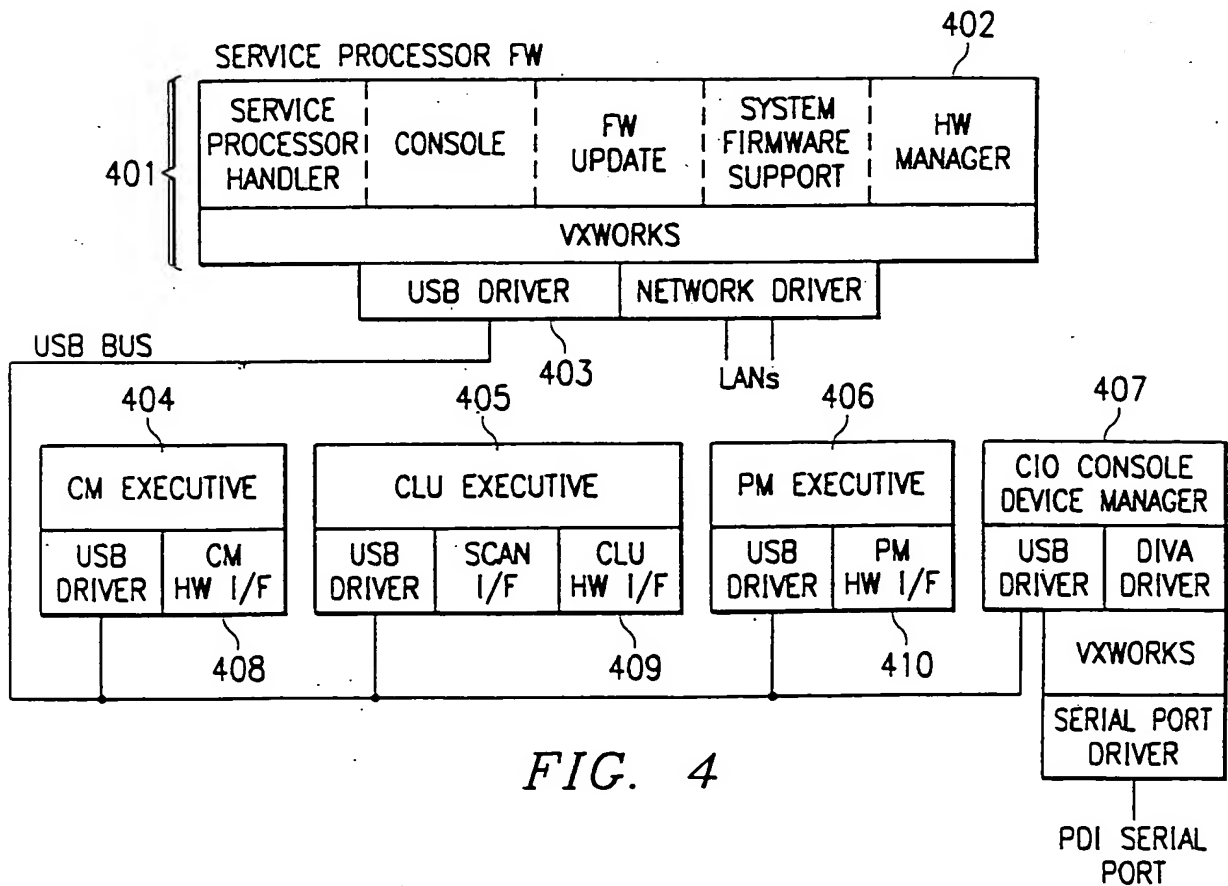 402
SERVICE PROCESSOR FW
SERVICE
PROCESSOR
HANDLER
CONSOLE
FW
UPDATE
SYSTEM
FIRMWARE
SUPPORT
HW
MANAGER
401
VXWORKS
USB DRIVER
NETWORK DRIVER
USB BUS
403
LANs
404
405
406
407
CM EXECUTIVE
USB
DRIVER
CM
HW I/F
CLU EXECUTIVE
USB
DRIVER
SCAN
I/F
CLU
HW I/F
PM EXECUTIVE
USB
DRIVER
PM
HW I/F
CIO CONSOLE
DEVICE MANAGER
USB
DRIVER
DIVA
DRIVER
408
409
410
VXWORKS
SERIAL PORT
DRIVER
FIG. 4
PDI SERIAL
PORT